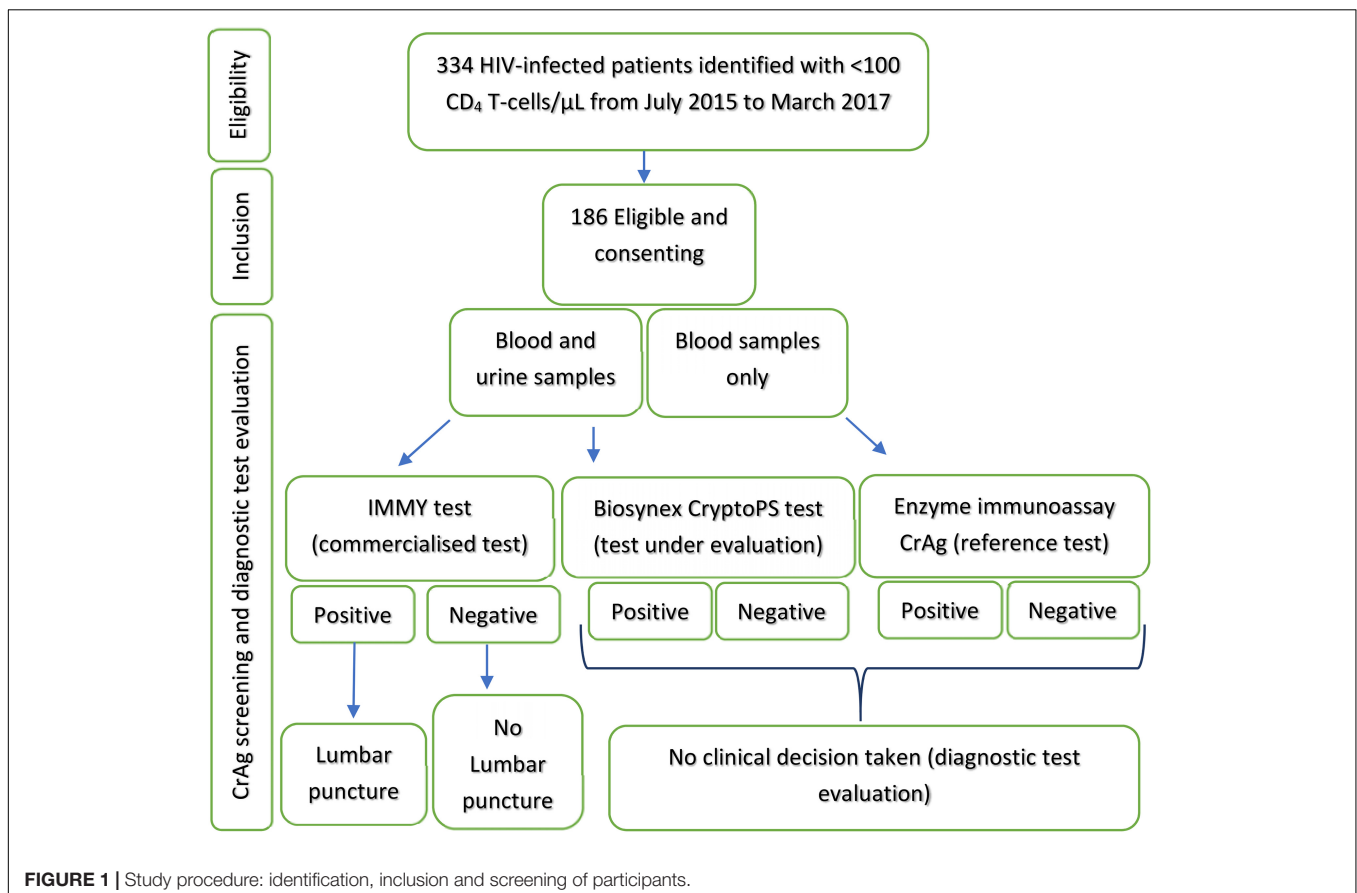 Eligibility
334 HIV-infected patients identified with <100
CD₄ T-cells/µL from July 2015 to March 2017
Inclusion
186 Eligible and
consenting
CrAg screening and diagnostic test evaluation
Blood and
urine samples
Blood samples
only
IMMY test
(commercialised test)
Biosynex CryptoPS test
(test under evaluation)
Enzyme immunoassay
CrAg (reference test)
Positive
Negative
Positive
Negative
Positive
Negative
Lumbar
puncture
No
Lumbar
puncture
No clinical decision taken (diagnostic test
evaluation)
FIGURE 1 | Study procedure: identification, inclusion and screening of participants.